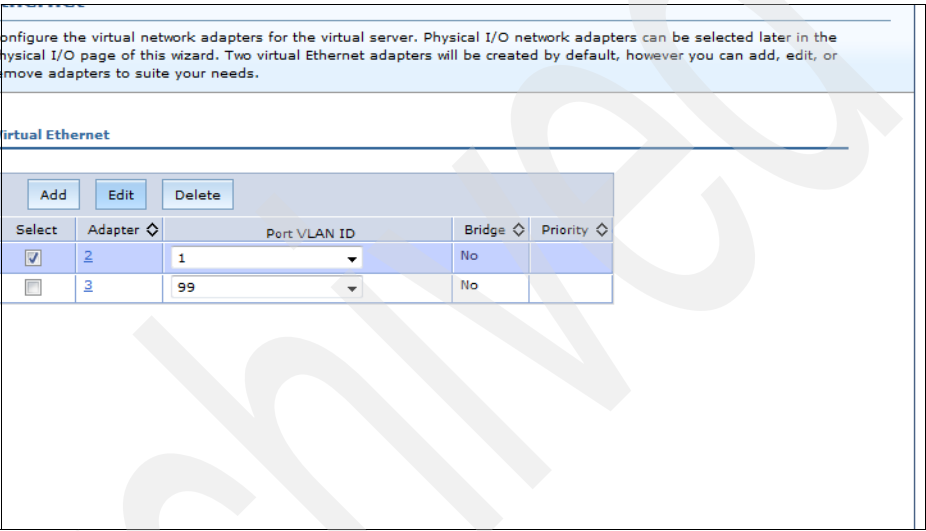 onfigure the virtual network adapters for the virtual server. Physical I/O network adapters can be selected later in the
hysical I/O page of this wizard. Two virtual Ethernet adapters will be created by default, however you can add, edit, or
emove adapters to suite your needs.
Virtual Ethernet
Add Edit Delete
Select Adapter Port VLAN ID Bridge Priority
2 1 No
3 99 No